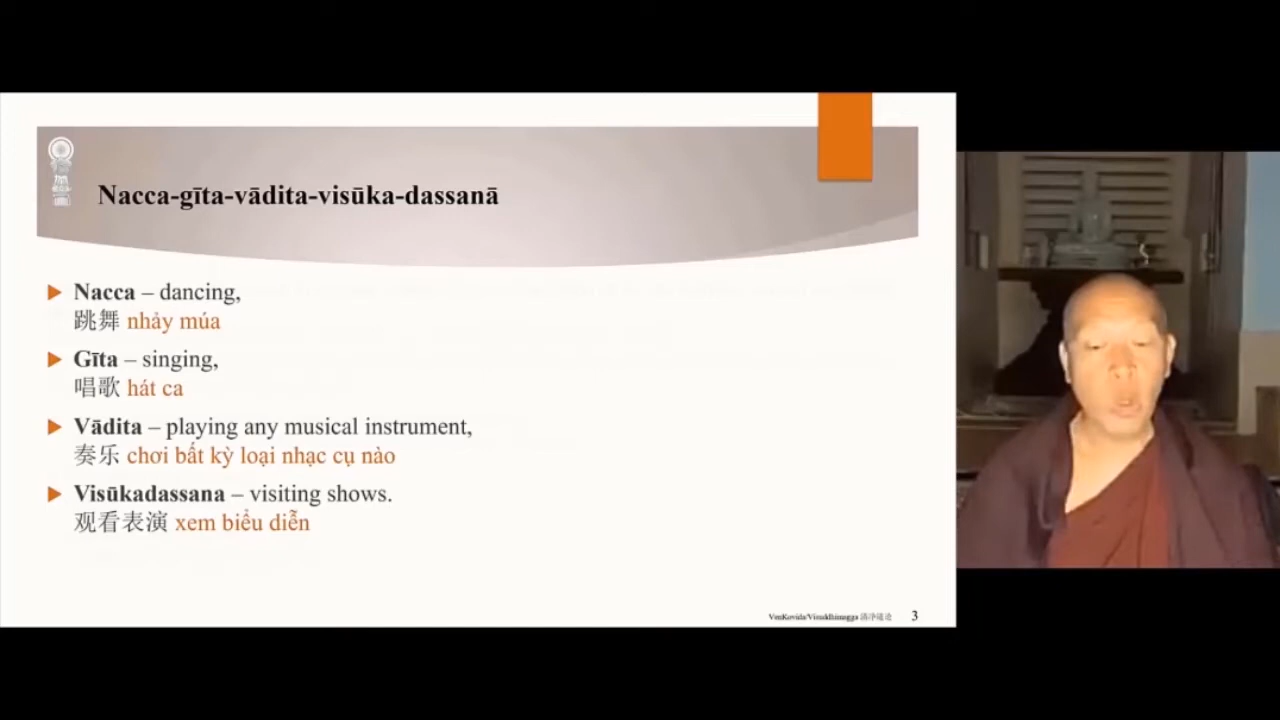 Nacca-gīta-vādita-visūka-dassanā
Nacca – dancing,
跳舞 nhảy múa
Gīta – singing,
唱歌 hát ca
Vādita – playing any musical instrument,
奏乐 chơi bất kỳ loại nhạc cụ nào
Visūkadassana – visiting shows.
观看表演 xem biểu diễn
VenKovida/Visuddhimagga 清净道论 3